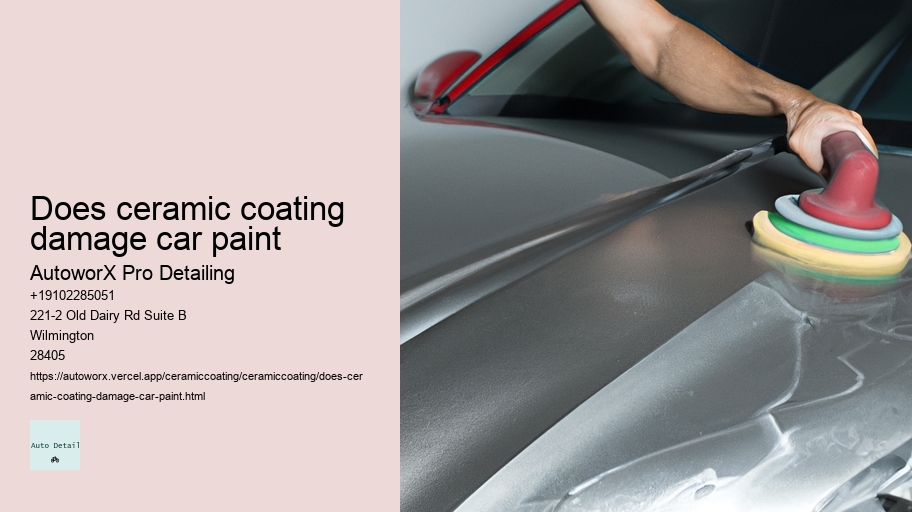 Does ceramic coating
damage car paint
AutoworX Pro Detailing
+19102285051
221-2 Old Dairy Rd Suite B
Wilmington
28405
https://autoworx.vercel.app/ceramiccoating/ceramiccoating/does-cer
amic-coating-damage-car-paint.html
Auto Detail